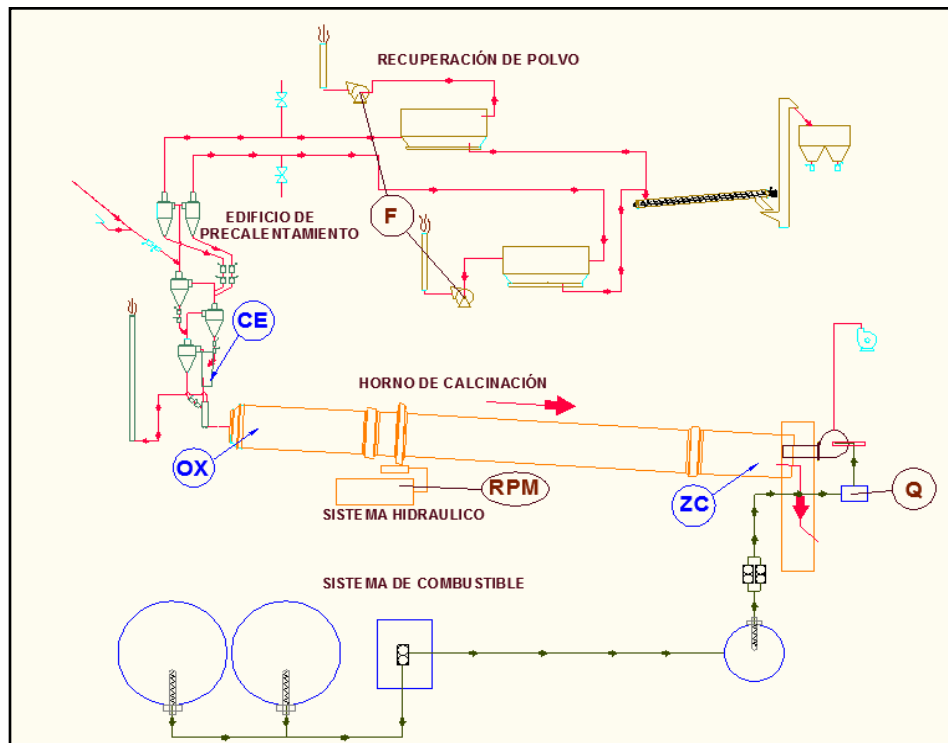 RECUPERACIÓN DE POLVO
F
EDIFICIO DE
PRECALENTAMIENTO
CE
HORNO DE CALCINACIÓN
OX
RPM
ZC
Q
SISTEMA HIDRAULICO
SISTEMA DE COMBUSTIBLE